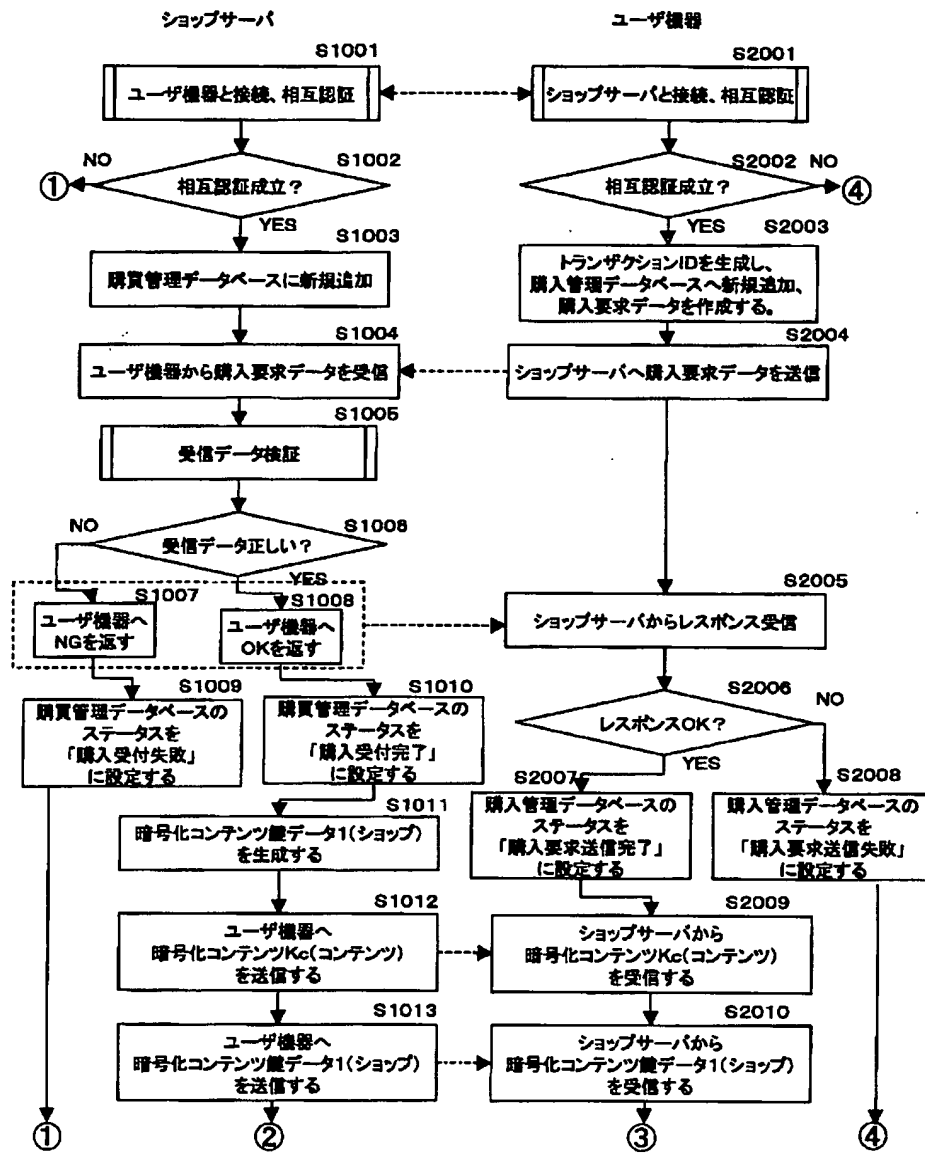 ショップサーバ
ユーザ機器
S1001
S2001
ユーザ機器と接続、相互認証
ショップサーバと接続、相互認証
NO
S1002
S2002
NO
①
相互認証成立?
相互認証成立?
④
YES
S1003
YES
S2003
購買管理データベースに新規追加
トランザクションIDを生成し、
購入管理データベースへ新規追加、
購入要求データを作成する。
S1004
S2004
ユーザ機器から購入要求データを受信
ショップサーバへ購入要求データを送信
S1005
受信データ検証
NO
S1006
受信データ正しい?
YES
S1007
S1008
S2005
ユーザ機器へ
NGを返す
ユーザ機器へ
OKを返す
ショップサーバからレスポンス受信
S1009
S1010
S2006
NO
購買管理データベースの
ステータスを
「購入受付失敗」
に設定する
購買管理データベースの
ステータスを
「購入受付完了」
に設定する
レスポンスOK?
YES
S2007
S2008
S1011
購入管理データベースの
ステータスを
「購入要求送信完了」
に設定する
購入管理データベースの
ステータスを
「購入要求送信失敗」
に設定する
暗号化コンテンツ鍵データ1(ショップ)
を生成する
S1012
S2009
ユーザ機器へ
暗号化コンテンツKc(コンテンツ)
を送信する
ショップサーバから
暗号化コンテンツKc(コンテンツ)
を受信する
S1013
S2010
ユーザ機器へ
暗号化コンテンツ鍵データ1(ショップ)
を送信する
ショップサーバから
暗号化コンテンツ鍵データ1(ショップ)
を受信する
①
②
③
④